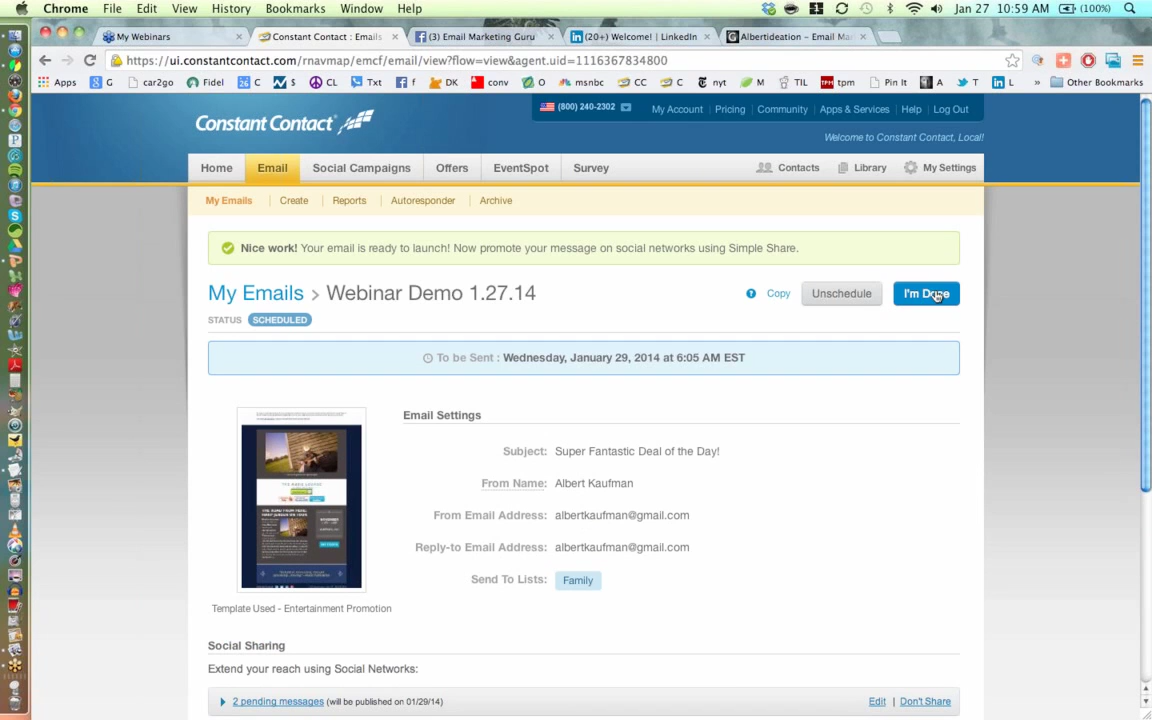 Chrome File Edit View History Bookmarks Window Help Jan 27 10:59 AM (100%)
My Webinars
Constant Contact : Emails
(3) Email Marketing Guru
(20+) Welcome! | LinkedIn
Albertideation – Email Ma
https://ui.constantcontact.com/rnavmap/emcf/email/view?flow=view&agent.uid=1116367834800
Apps G car2go Fidel C S CL Txt f DK conv O msnbc CC C nyt M TIL tpm Pin It A T L » Other Bookmarks
Constant Contact
(800) 240-2302
My Account | Pricing | Community | Apps & Services | Help | Log Out
Welcome to Constant Contact, Local!
Home Email Social Campaigns Offers EventSpot Survey Contacts Library My Settings
My Emails | Create | Reports | Autoresponder | Archive
Nice work! Your email is ready to launch! Now promote your message on social networks using Simple Share.
My Emails > Webinar Demo 1.27.14
? Copy Unschedule I'm Done
STATUS SCHEDULED
To be Sent : Wednesday, January 29, 2014 at 6:05 AM EST
Email Settings
Subject: Super Fantastic Deal of the Day!
From Name: Albert Kaufman
From Email Address: albertkaufman@gmail.com
Reply-to Email Address: albertkaufman@gmail.com
Send To Lists: Family
Template Used - Entertainment Promotion
Social Sharing
Extend your reach using Social Networks:
2 pending messages (will be published on 01/29/14) Edit | Don't Share